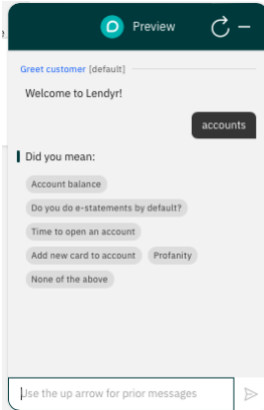 Preview
Greet customer [default]
Welcome to Lendyr!
accounts
Did you mean:
Account balance
Do you do e-statements by default?
Time to open an account
Add new card to account Profanity
None of the above
Use the up arrow for prior messages